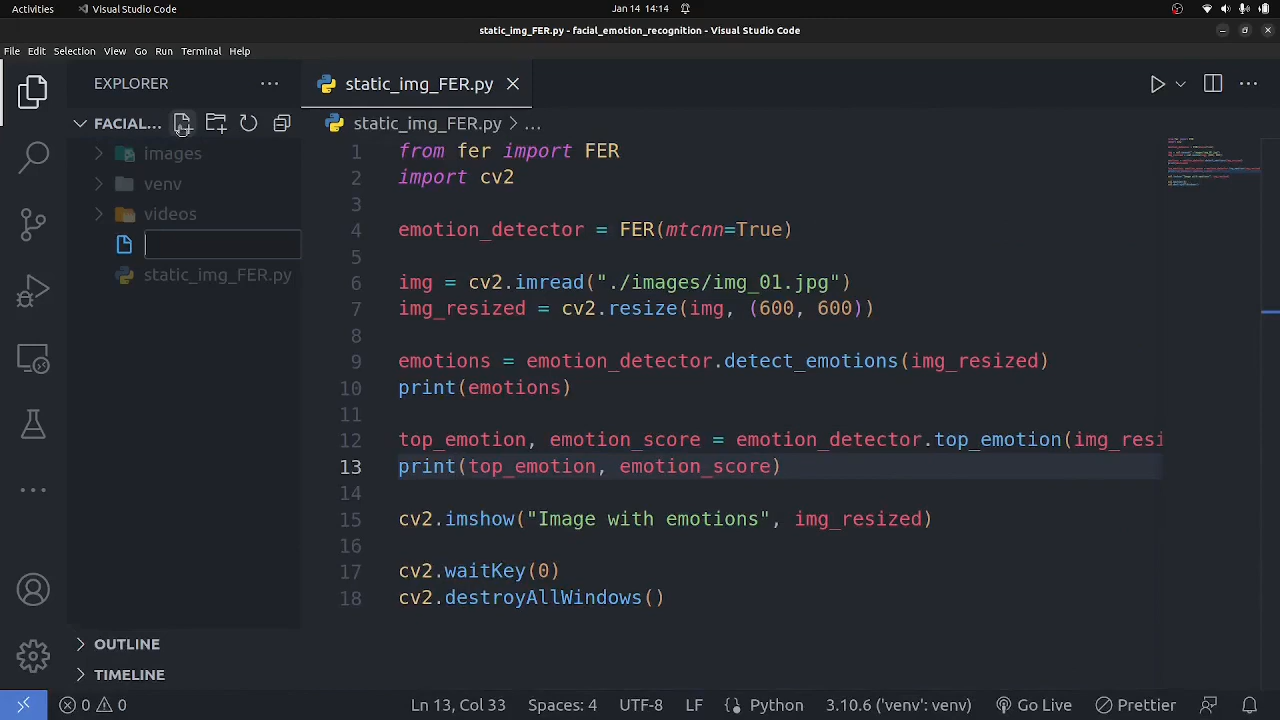 Activities
Visual Studio Code
Jan 14 14:14
static_img_FER.py - facial_emotion_recognition - Visual Studio Code
File Edit Selection View Go Run Terminal Help
EXPLORER
FACIAL...
images
venv
videos
static_img_FER.py
static_img_FER.py
static_img_FER.py > ...
1 from fer import FER
2 import cv2
3
4 emotion_detector = FER(mtcnn=True)
5
6 img = cv2.imread("./images/img_01.jpg")
7 img_resized = cv2.resize(img, (600, 600))
8
9 emotions = emotion_detector.detect_emotions(img_resized)
10 print(emotions)
11
12 top_emotion, emotion_score = emotion_detector.top_emotion(img_resi
13 print(top_emotion, emotion_score)
14
15 cv2.imshow("Image with emotions", img_resized)
16
17 cv2.waitKey(0)
18 cv2.destroyAllWindows()
OUTLINE
TIMELINE
0 0
Ln 13, Col 33
Spaces: 4
UTF-8
LF
Python
3.10.6 ('venv': venv)
Go Live
Prettier